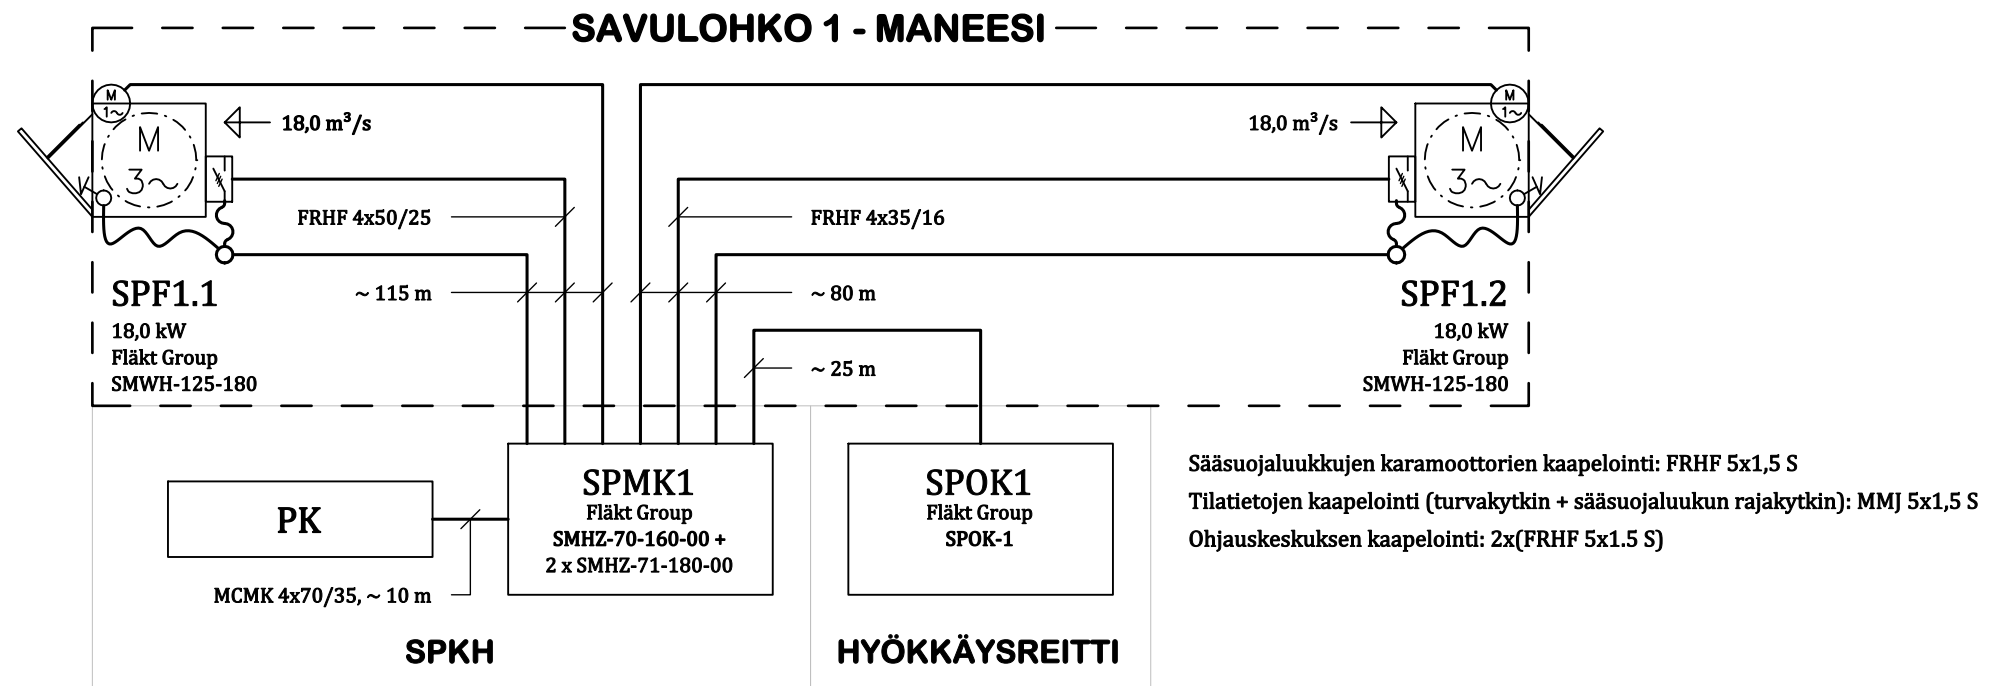 SAVULOHKO 1 - MANEESI
M
1~
M
3~
18,0 m³/s
18,0 m³/s
M
1~
M
3~
FRHF 4x50/25
FRHF 4x35/16
~ 115 m
~ 80 m
SPF1.1
18,0 kW
Fläkt Group
SMWH-125-180
SPF1.2
18,0 kW
Fläkt Group
SMWH-125-180
~ 25 m
PK
MCMK 4x70/35, ~ 10 m
SPMK1
Fläkt Group
SMHZ-70-160-00 +
2 x SMHZ-71-180-00
SPOK1
Fläkt Group
SPOK-1
Sääsuojaluukkujen karamoottorien kaapelointi: FRHF 5x1,5 S
Tilatietojen kaapelointi (turvakytkin + sääsuojaluukun rajakytkin): MMJ 5x1,5 S
Ohjauskeskuksen kaapelointi: 2x(FRHF 5x1.5 S)
SPKH
HYÖKKÄYSREITTI